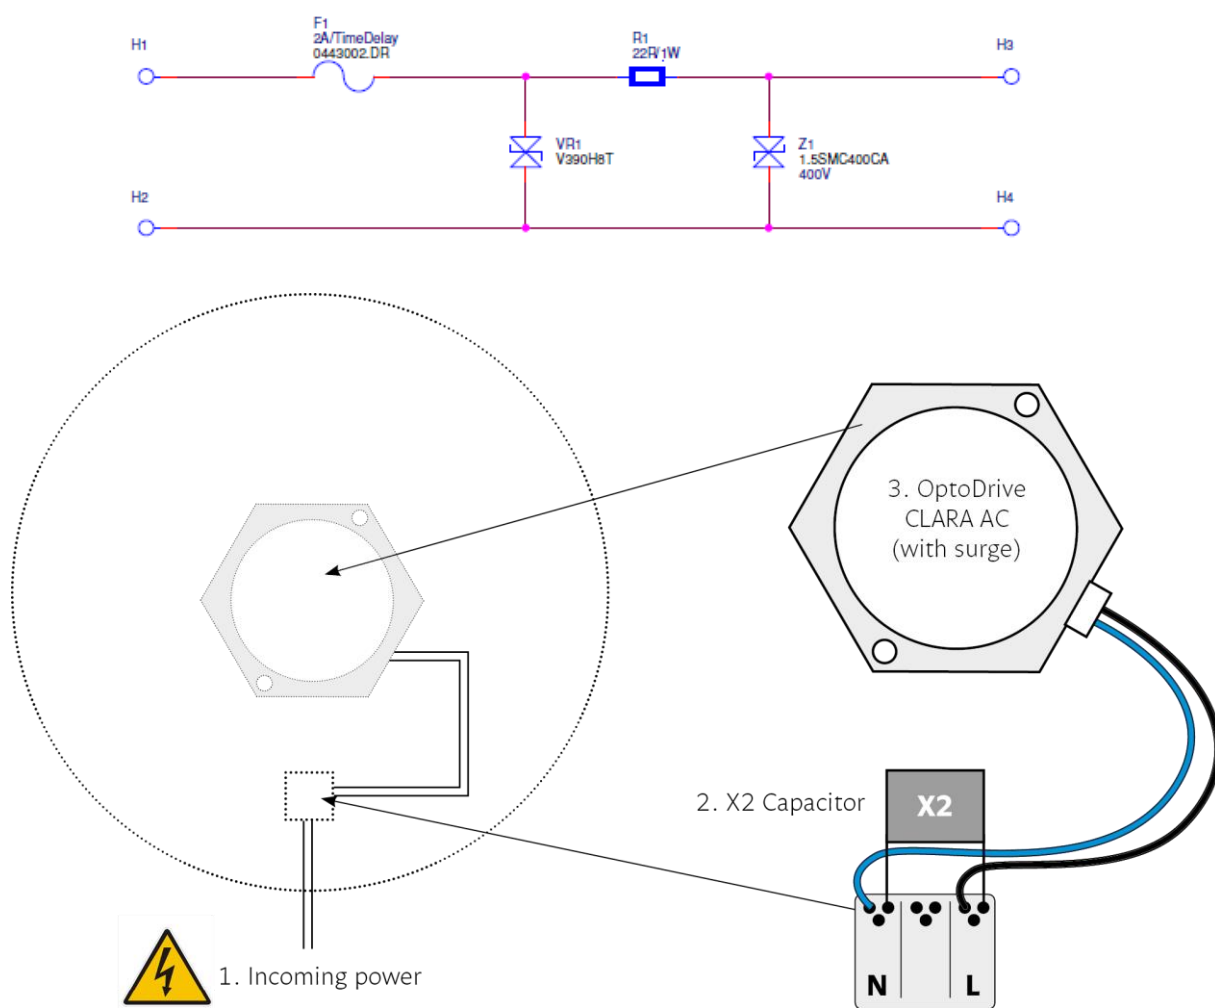 F1
2A/TimeDelay
0443002.DR
H1
R1
22R/1W
H3
VR1
V390H8T
Z1
1.5SMC400CA
400V
H2
H4
3. OptoDrive
CLARA AC
(with surge)
2. X2 Capacitor
X2
N
L
1. Incoming power